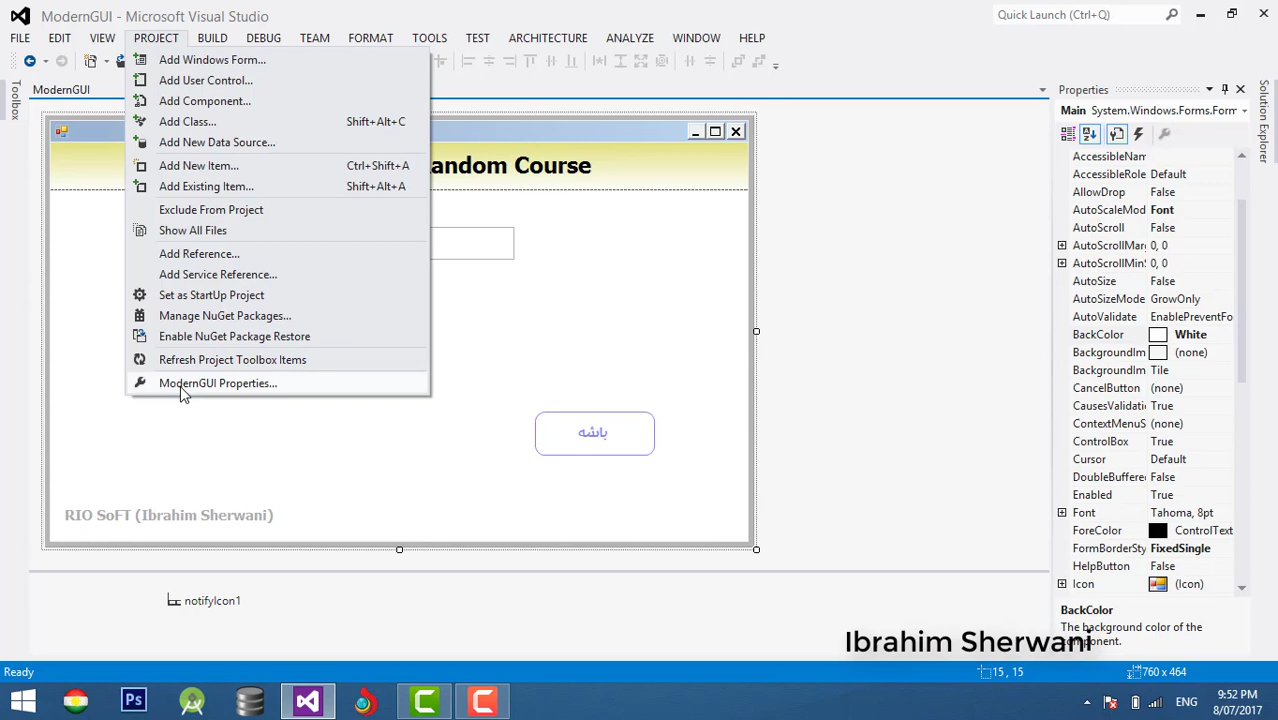 ModernGUI - Microsoft Visual Studio
Quick Launch (Ctrl+Q)
FILE EDIT VIEW PROJECT BUILD DEBUG TEAM FORMAT TOOLS TEST ARCHITECTURE ANALYZE WINDOW HELP
Toolbox
ModernGUI
Add Windows Form...
Add User Control...
Add Component...
Add Class... Shift+Alt+C
Add New Data Source...
Add New Item... Ctrl+Shift+A
Add Existing Item... Shift+Alt+A
Exclude From Project
Show All Files
Add Reference...
Add Service Reference...
Set as StartUp Project
Manage NuGet Packages...
Enable NuGet Package Restore
Refresh Project Toolbox Items
ModernGUI Properties...
andom Course
باشه
RIO SoFT (Ibrahim Sherwani)
notifyIcon1
Properties
Main System.Windows.Forms.Form
AccessibleNam
AccessibleRole Default
AllowDrop False
AutoScaleMod Font
AutoScroll False
AutoScrollMarg 0, 0
AutoScrollMinS 0, 0
AutoSize False
AutoSizeMode GrowOnly
AutoValidate EnablePreventFo
BackColor White
BackgroundIm (none)
BackgroundIm Tile
CancelButton (none)
CausesValidati True
ContextMenuS (none)
ControlBox True
Cursor Default
DoubleBuffere False
Enabled True
Font Tahoma, 8pt
ForeColor ControlText
FormBorderSty FixedSingle
HelpButton False
Icon (Icon)
BackColor
The background color of the
component.
Solution Explorer
Ibrahim Sherwani
Ready
15 , 15
760 x 464
Ps
ENG
9:52 PM
8/07/2017